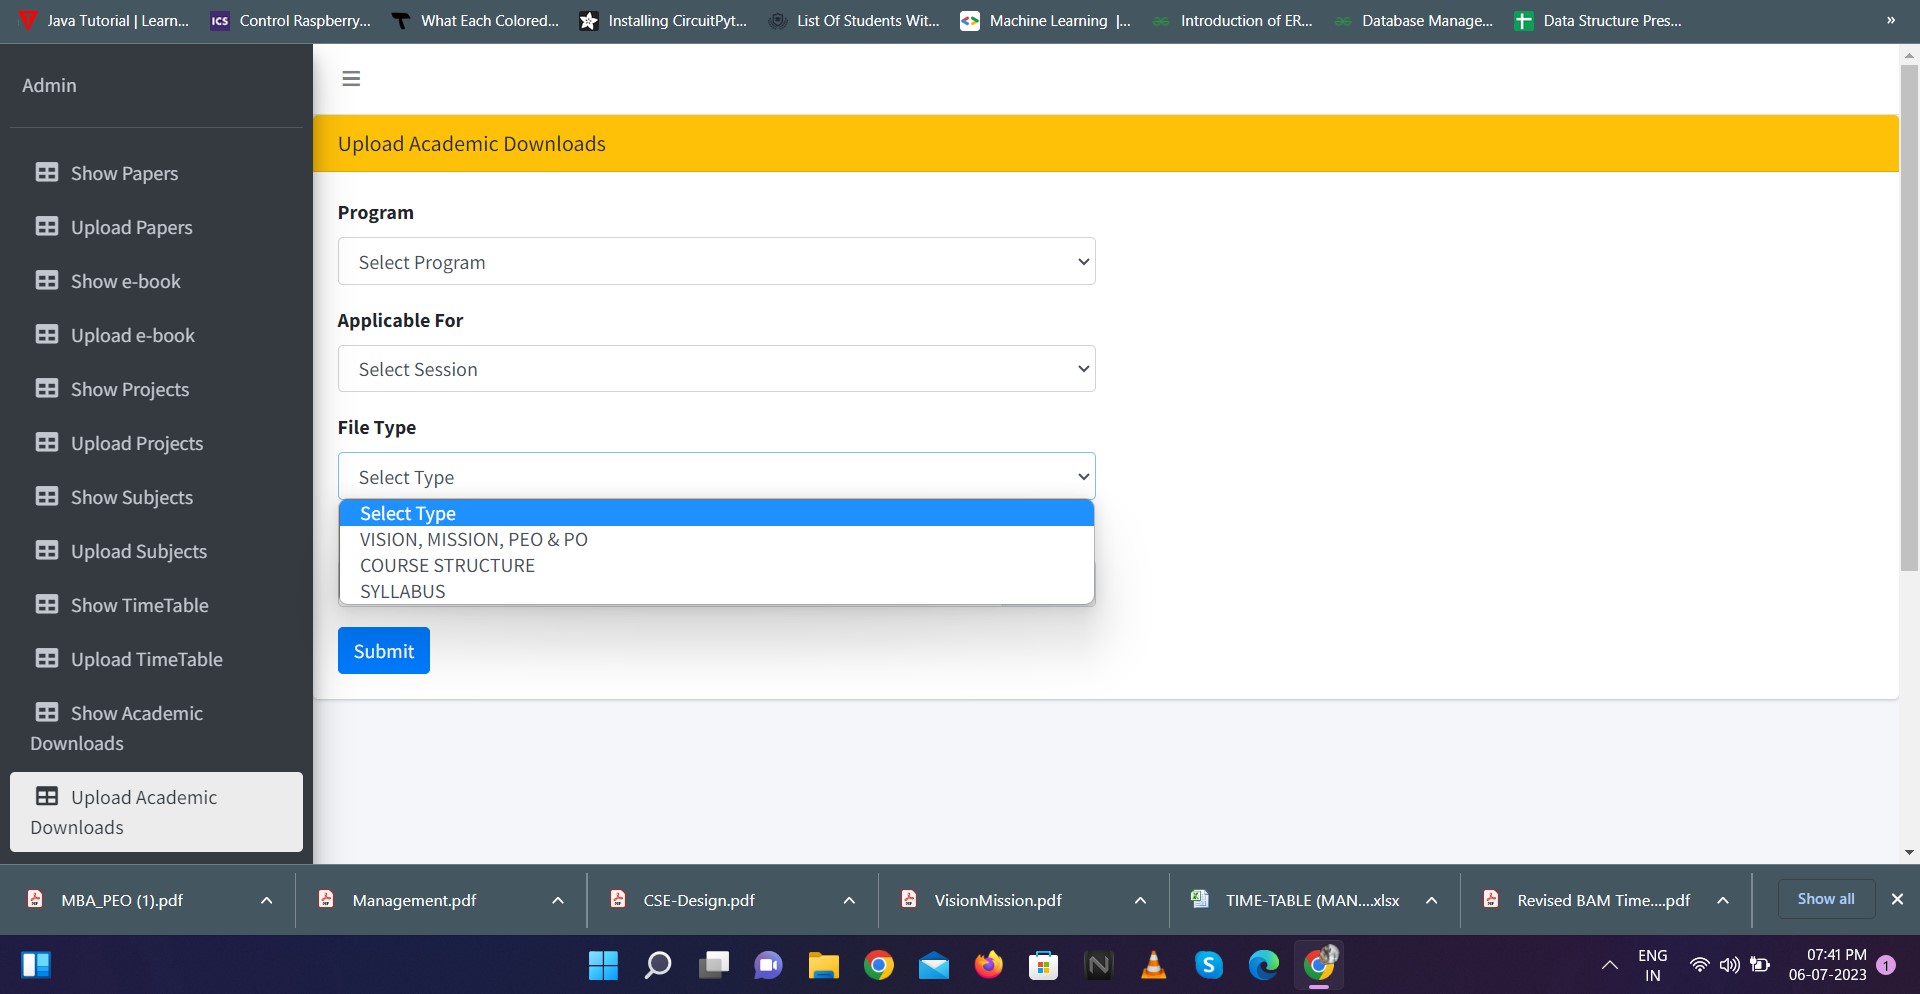 Java Tutorial | Learn...
ICS Control Raspberry...
What Each Colored...
Installing CircuitPyt...
List Of Students Wit...
Machine Learning |...
Introduction of ER...
Database Manage...
Data Structure Pres...
»
Admin
Show Papers
Upload Papers
Show e-book
Upload e-book
Show Projects
Upload Projects
Show Subjects
Upload Subjects
Show TimeTable
Upload TimeTable
Show Academic
Downloads
Upload Academic
Downloads
Upload Academic Downloads
Program
Select Program
Applicable For
Select Session
File Type
Select Type
Select Type
VISION, MISSION, PEO & PO
COURSE STRUCTURE
SYLLABUS
Submit
MBA_PEO (1).pdf
Management.pdf
CSE-Design.pdf
VisionMission.pdf
TIME-TABLE (MAN....xlsx
Revised BAM Time....pdf
Show all
ENG
IN
07:41 PM
06-07-2023
1